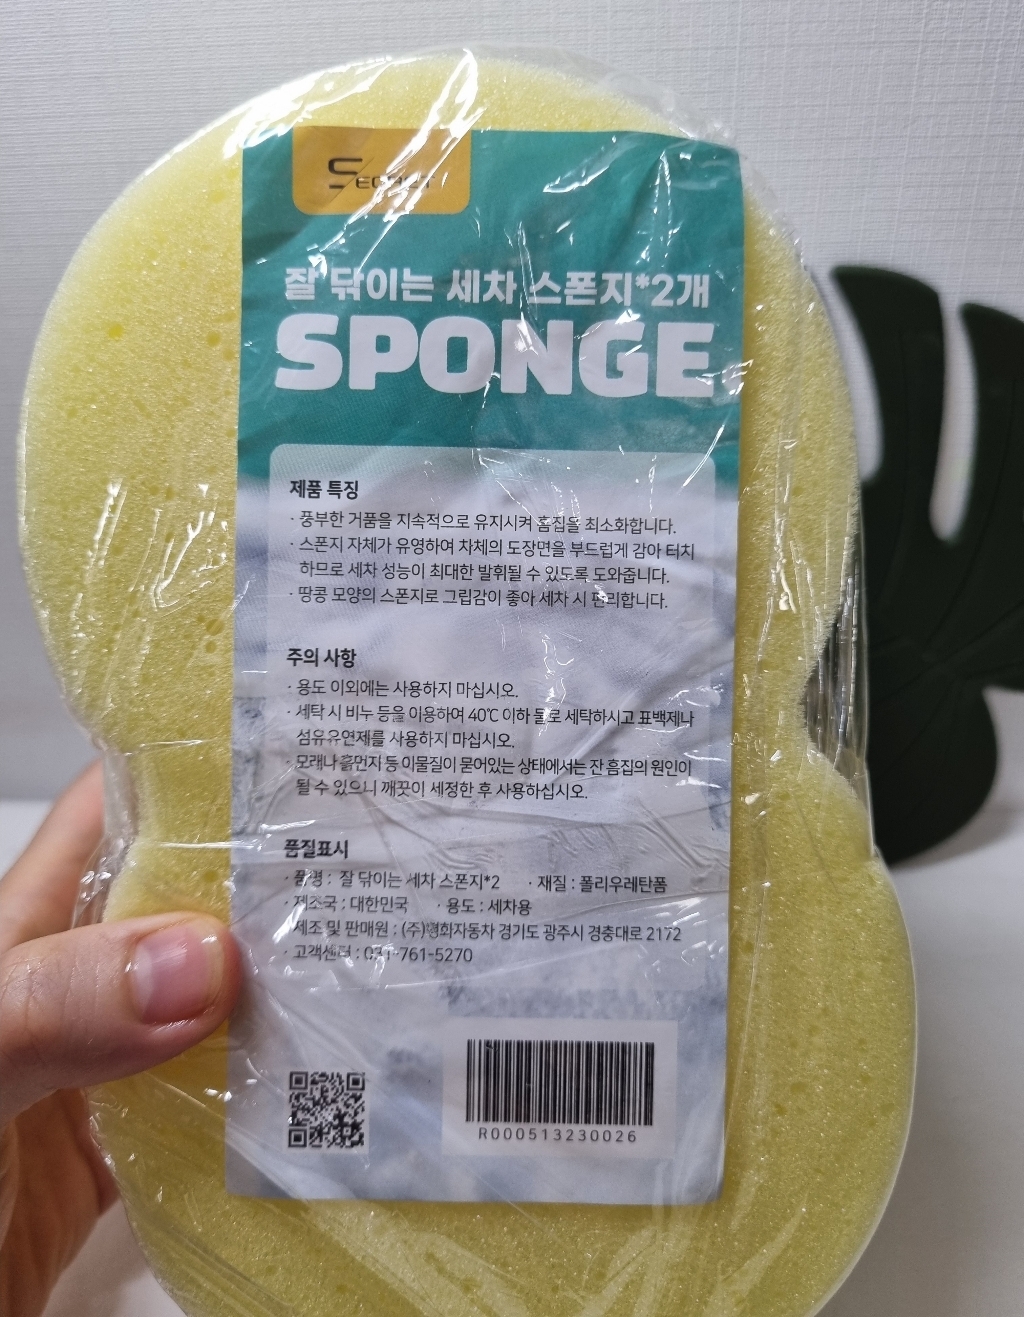 SECRET
잘 닦이는 세차 스폰지*2개
SPONGE
제품 특징
· 풍부한 거품을 지속적으로 유지시켜 흠집을 최소화합니다.
· 스폰지 자체가 유영하여 차체의 도장면을 부드럽게 감아 터치
하므로 세차 성능이 최대한 발휘될 수 있도록 도와줍니다.
· 땅콩 모양의 스폰지로 그립감이 좋아 세차 시 편리합니다.
주의 사항
· 용도 이외에는 사용하지 마십시오.
· 세탁 시 비누 등을 이용하여 40℃ 이하 물로 세탁하시고 표백제나
섬유유연제를 사용하지 마십시오.
· 모래나 흙먼지 등 이물질이 묻어있는 상태에서는 잔 흠집의 원인이
될 수 있으니 깨끗이 세정한 후 사용하십시오.
품질표시
· 품명 : 잘 닦이는 세차 스폰지*2 · 재질 : 폴리우레탄폼
· 제조국 : 대한민국 · 용도 : 세차용
· 제조 및 판매원 : (주)평화자동차 경기도 광주시 경충대로 2172
· 고객센터 : 031-761-5270
R000513230026